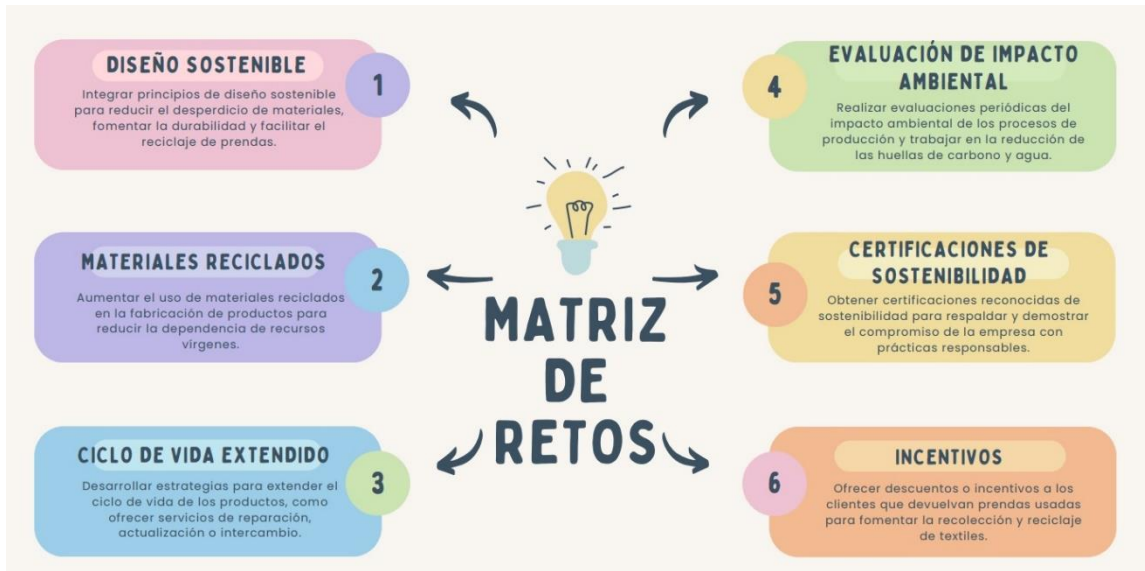 DISEÑO SOSTENIBLE
1
Integrar principios de diseño sostenible
para reducir el desperdicio de materiales,
fomentar la durabilidad y facilitar el
reciclaje de prendas.
MATERIALES RECICLADOS
2
Aumentar el uso de materiales reciclados
en la fabricación de productos para
reducir la dependencia de recursos
vírgenes.
CICLO DE VIDA EXTENDIDO
3
Desarrollar estrategias para extender el
ciclo de vida de los productos, como
ofrecer servicios de reparación,
actualización o intercambio.
MATRIZ
DE
RETOS
4
EVALUACIÓN DE IMPACTO
AMBIENTAL
Realizar evaluaciones periódicas del
impacto ambiental de los procesos de
producción y trabajar en la reducción de
las huellas de carbono y agua.
5
CERTIFICACIONES DE
SOSTENIBILIDAD
Obtener certificaciones reconocidas de
sostenibilidad para respaldar y demostrar
el compromiso de la empresa con
prácticas responsables.
6
INCENTIVOS
Ofrecer descuentos o incentivos a los
clientes que devuelvan prendas usadas
para fomentar la recolección y reciclaje
de textiles.